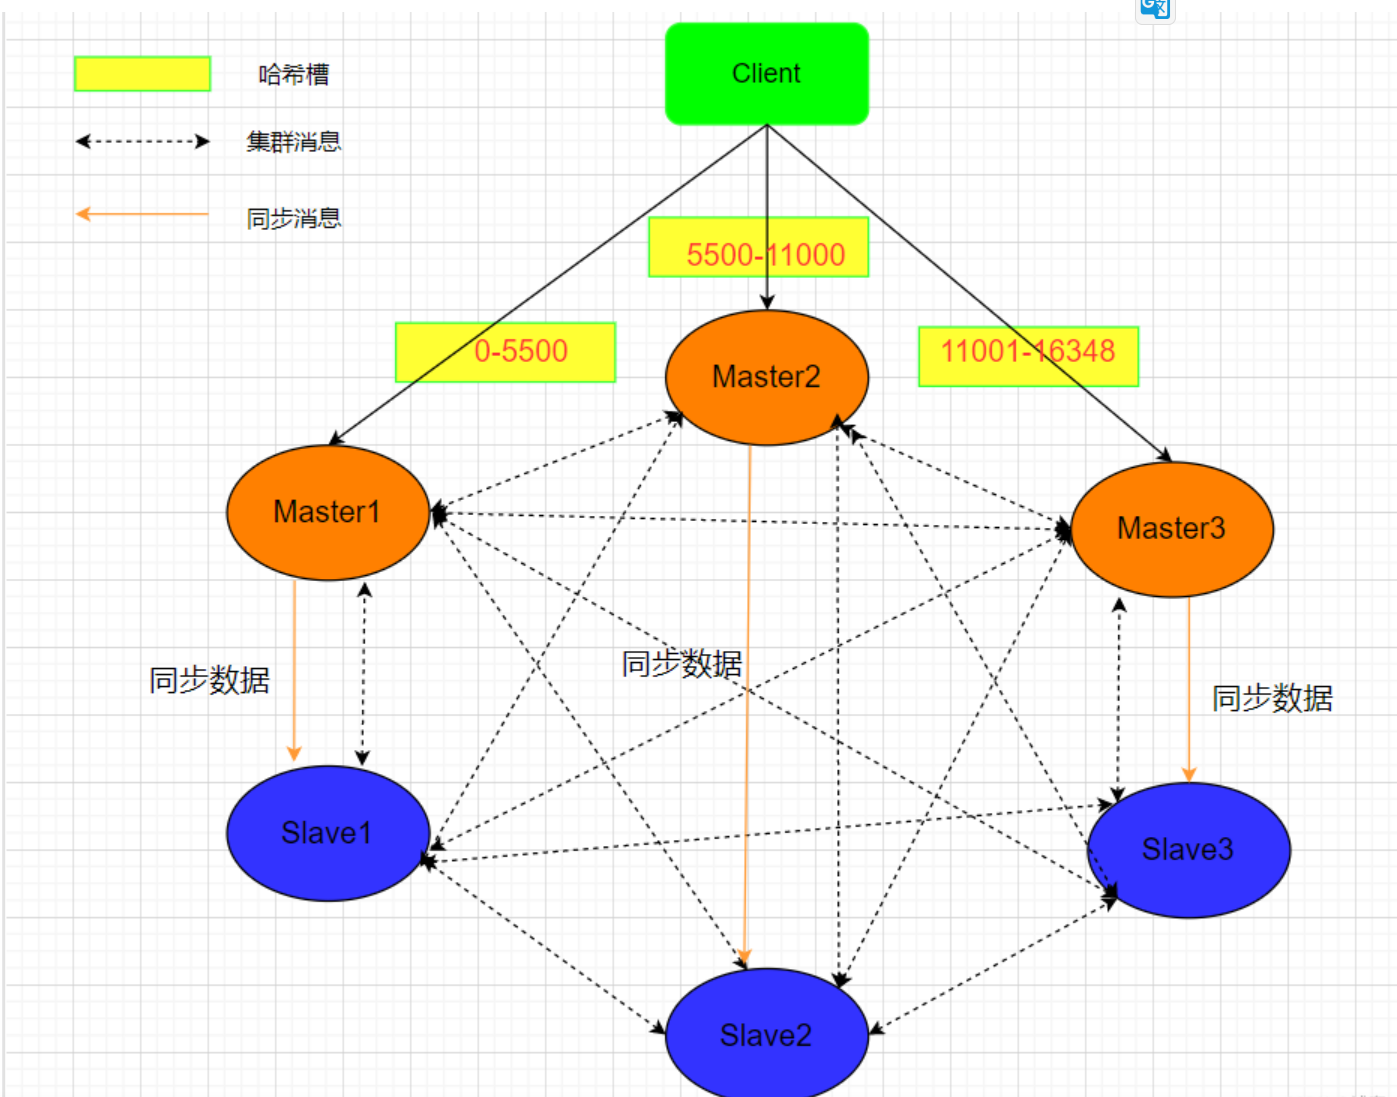 哈希槽
集群消息
同步消息
Client
5500-11000
0-5500
11001-16348
Master2
Master1
Master3
同步数据
同步数据
同步数据
Slave1
Slave3
Slave2